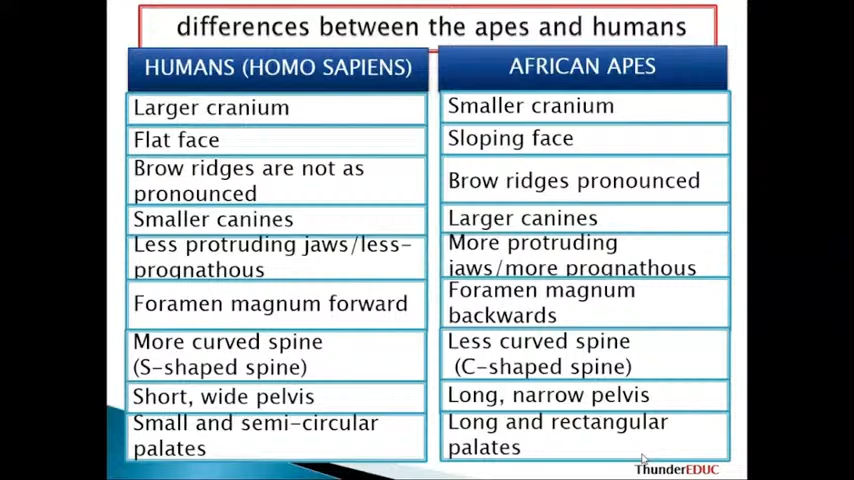 differences between the apes and humans
HUMANS (HOMO SAPIENS)
AFRICAN APES
Larger cranium
Smaller cranium
Flat face
Sloping face
Brow ridges are not as
pronounced
Brow ridges pronounced
Smaller canines
Larger canines
Less protruding jaws/less-
prognathous
More protruding
jaws/more prognathous
Foramen magnum forward
Foramen magnum
backwards
More curved spine
(S-shaped spine)
Less curved spine
(C-shaped spine)
Short, wide pelvis
Long, narrow pelvis
Small and semi-circular
palates
Long and rectangular
palates
ThunderEDUC